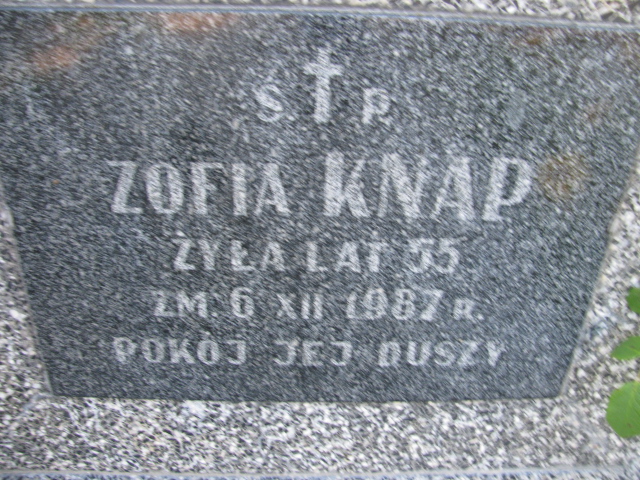 Ś P
ZOFIA KNAP
ŻYŁA LAT 55
ZM. 6 XII 1987 R.
POKÓJ JEJ DUSZY